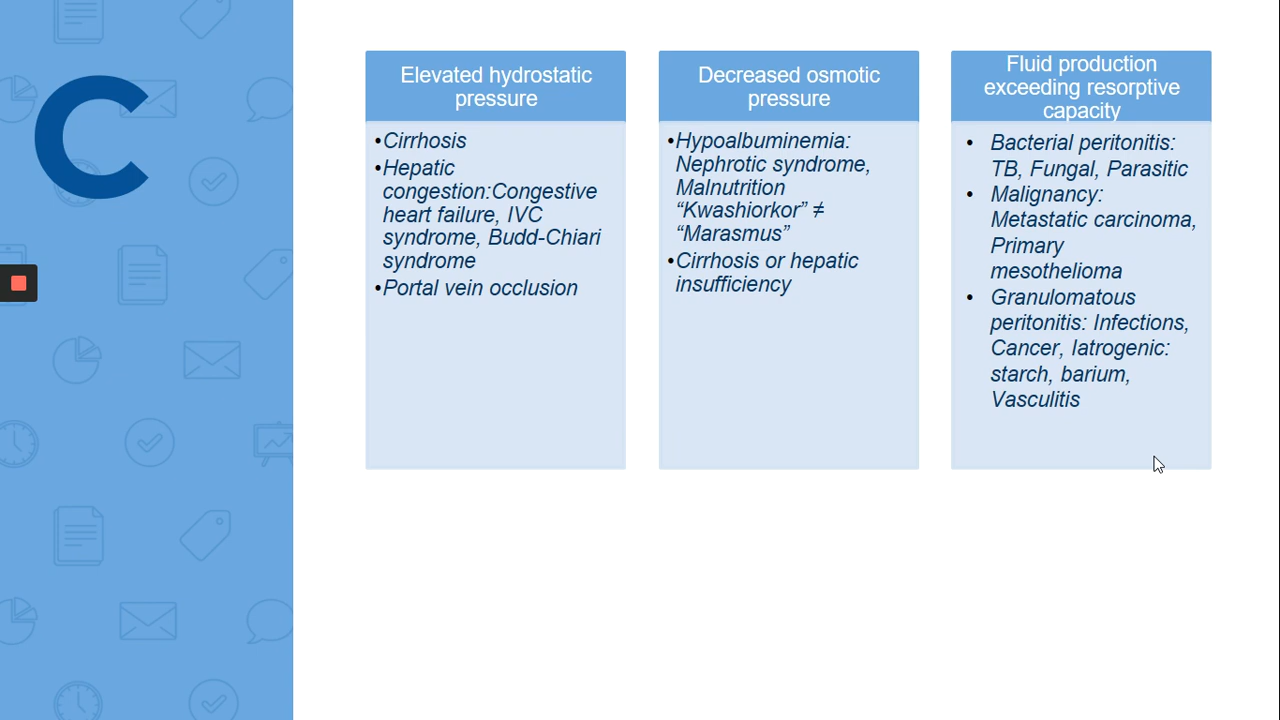 C
Elevated hydrostatic
pressure
•Cirrhosis
•Hepatic
congestion:Congestive
heart failure, IVC
syndrome, Budd-Chiari
syndrome
•Portal vein occlusion
Decreased osmotic
pressure
•Hypoalbuminemia:
Nephrotic syndrome,
Malnutrition
“Kwashiorkor” ≠
“Marasmus”
•Cirrhosis or hepatic
insufficiency
Fluid production
exceeding resorptive
capacity
• Bacterial peritonitis:
TB, Fungal, Parasitic
• Malignancy:
Metastatic carcinoma,
Primary
mesothelioma
• Granulomatous
peritonitis: Infections,
Cancer, Iatrogenic:
starch, barium,
Vasculitis